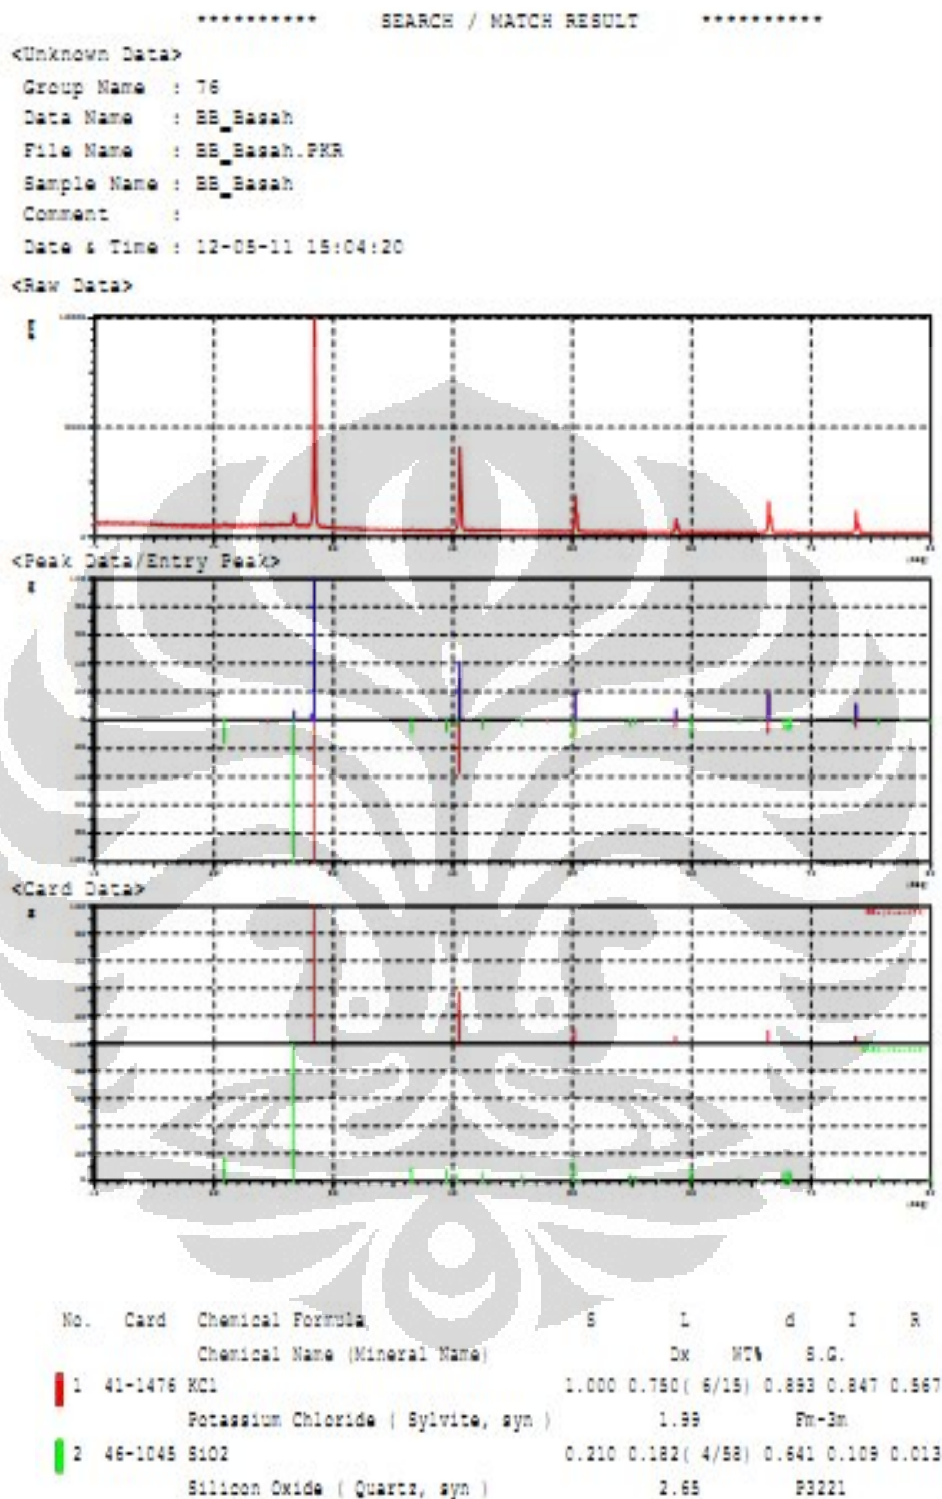 ********** SEARCH / MATCH RESULT **********
<Unknown Data>
Group Name : 76
Data Name : BB_Basah
File Name : BB_Basah.PKR
Sample Name : BB_Basah
Comment :
Date & Time : 12-05-11 15:04:20
<Raw Data>
<Peak Data/Entry Peak>
<Card Data>
No. Card Chemical Formula S L d I R
Chemical Name (Mineral Name) Dx WT% S.G.
1 41-1476 KCl 1.000 0.750( 6/15) 0.893 0.847 0.567
Potassium Chloride ( Sylvite, syn ) 1.99 Fm-3m
2 46-1045 SiO2 0.210 0.182( 4/58) 0.641 0.109 0.013
Silicon Oxide ( Quartz, syn ) 2.65 P3221